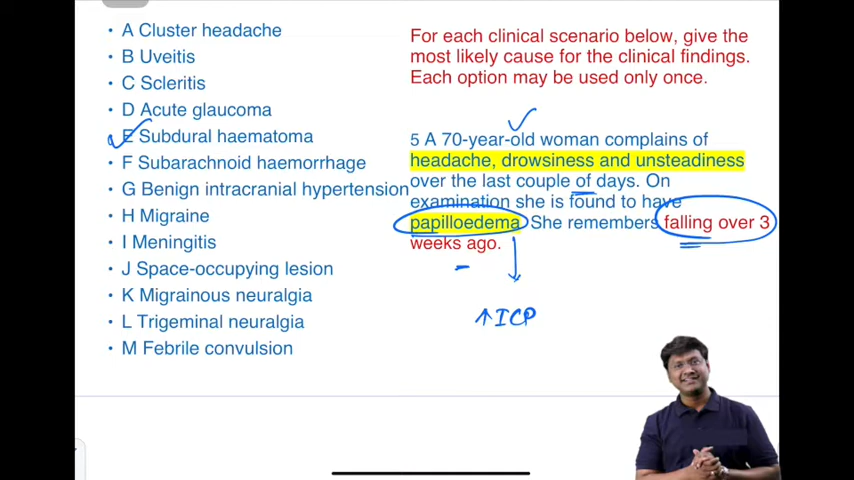 A Cluster headache
B Uveitis
C Scleritis
D Acute glaucoma
E Subdural haematoma
F Subarachnoid haemorrhage
G Benign intracranial hypertension
H Migraine
I Meningitis
J Space-occupying lesion
K Migrainous neuralgia
L Trigeminal neuralgia
M Febrile convulsion
For each clinical scenario below, give the
most likely cause for the clinical findings.
Each option may be used only once.
5 A 70-year-old woman complains of
headache, drowsiness and unsteadiness
over the last couple of days. On
examination she is found to have
papilloedema. She remembers falling over 3
weeks ago.
↑ICP